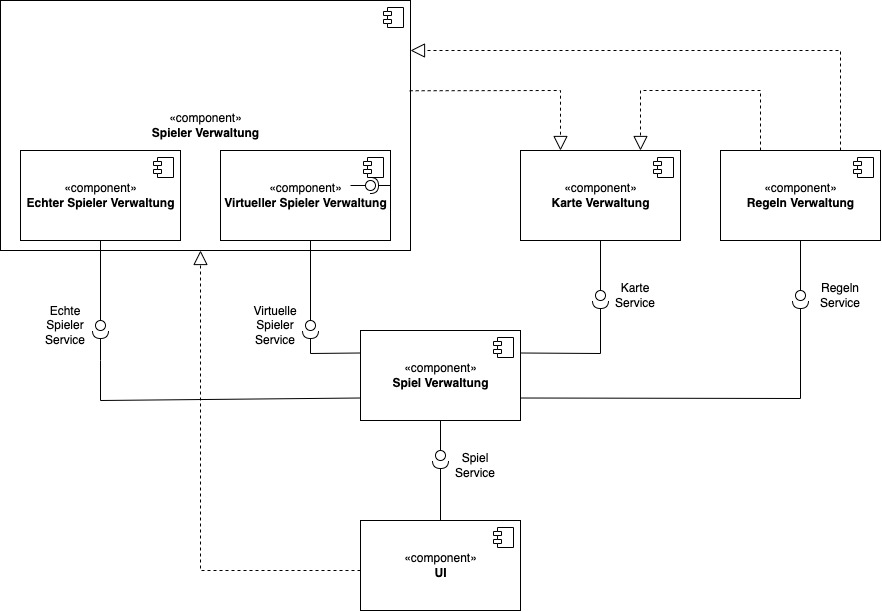 «component»
Spieler Verwaltung
«component»
Echter Spieler Verwaltung
«component»
Virtueller Spieler Verwaltung
«component»
Karte Verwaltung
«component»
Regeln Verwaltung
Echte
Spieler
Service
Virtuelle
Spieler
Service
Karte
Service
Regeln
Service
«component»
Spiel Verwaltung
Spiel
Service
«component»
UI